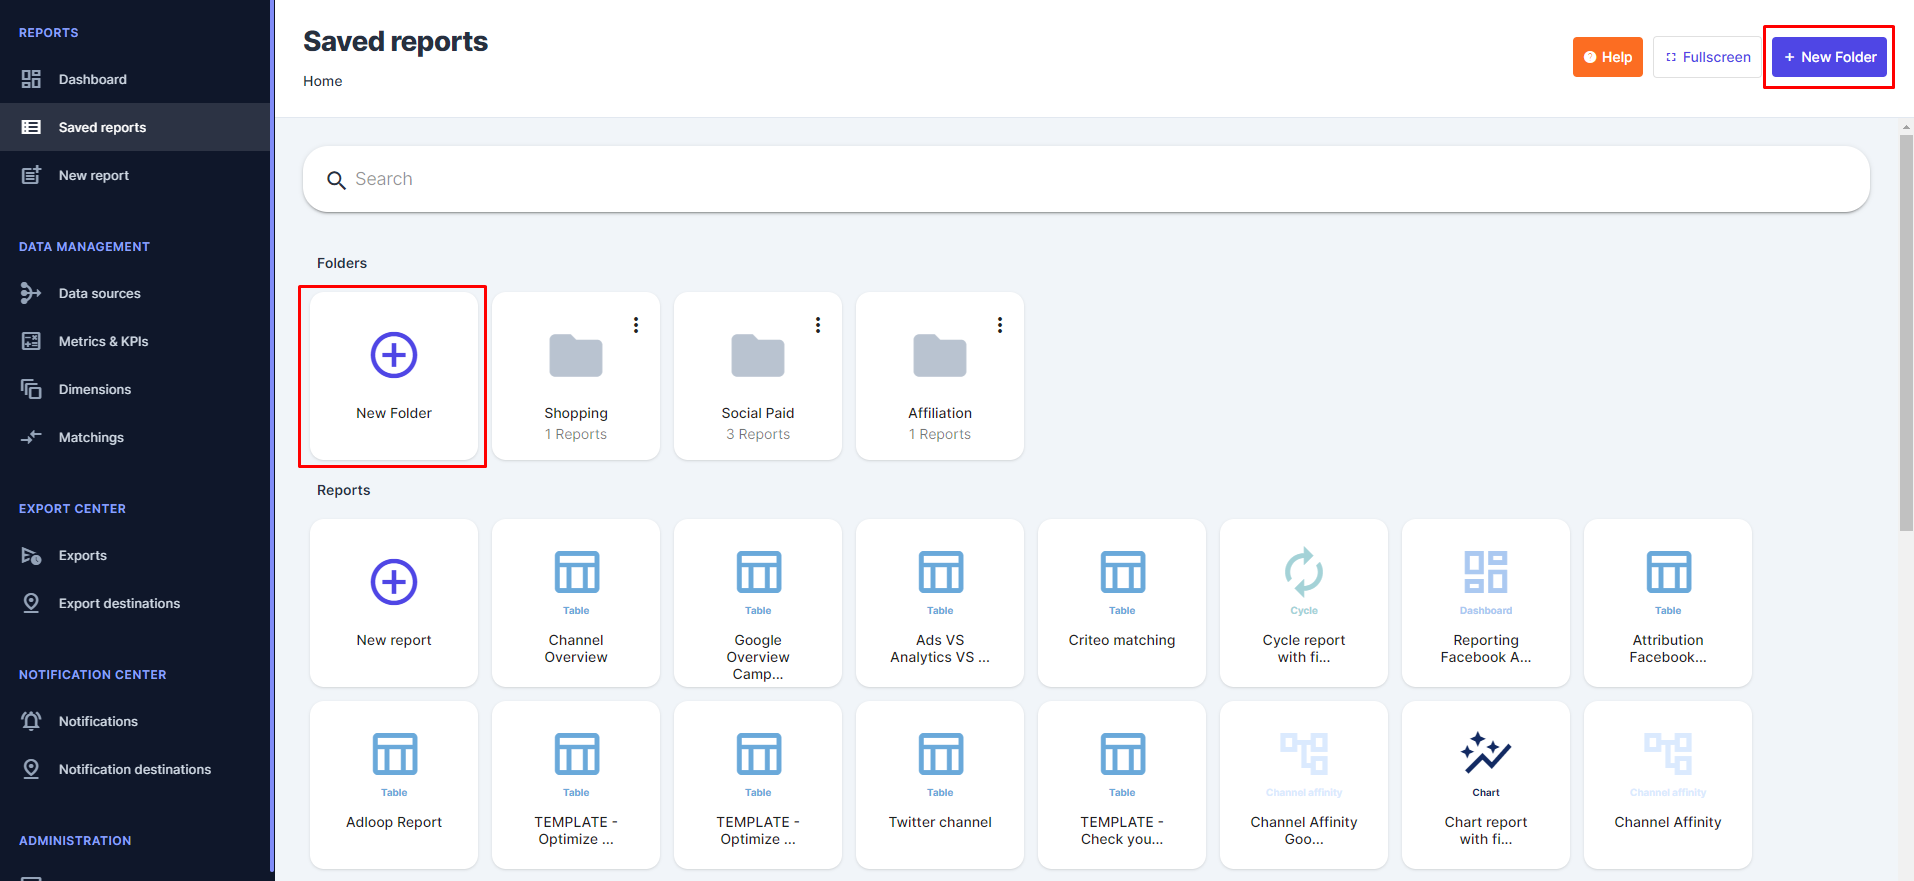 REPORTS
Dashboard
Saved reports
New report
DATA MANAGEMENT
Data sources
Metrics & KPIs
Dimensions
Matchings
EXPORT CENTER
Exports
Export destinations
NOTIFICATION CENTER
Notifications
Notification destinations
ADMINISTRATION
Saved reports
Home
Help
Fullscreen
+ New Folder
Search
Folders
New Folder
Shopping
1 Reports
Social Paid
3 Reports
Affiliation
1 Reports
Reports
New report
Table
Channel
Overview
Table
Google
Overview
Camp...
Table
Ads VS
Analytics VS ...
Table
Criteo matching
Cycle
Cycle report
with fi...
Dashboard
Reporting
Facebook A...
Table
Attribution
Facebook...
Table
Adloop Report
Table
TEMPLATE -
Optimize ...
Table
TEMPLATE -
Optimize ...
Table
Twitter channel
Table
TEMPLATE -
Check you...
Channel affinity
Channel Affinity
Goo...
Chart
Chart report
with fi...
Channel affinity
Channel Affinity